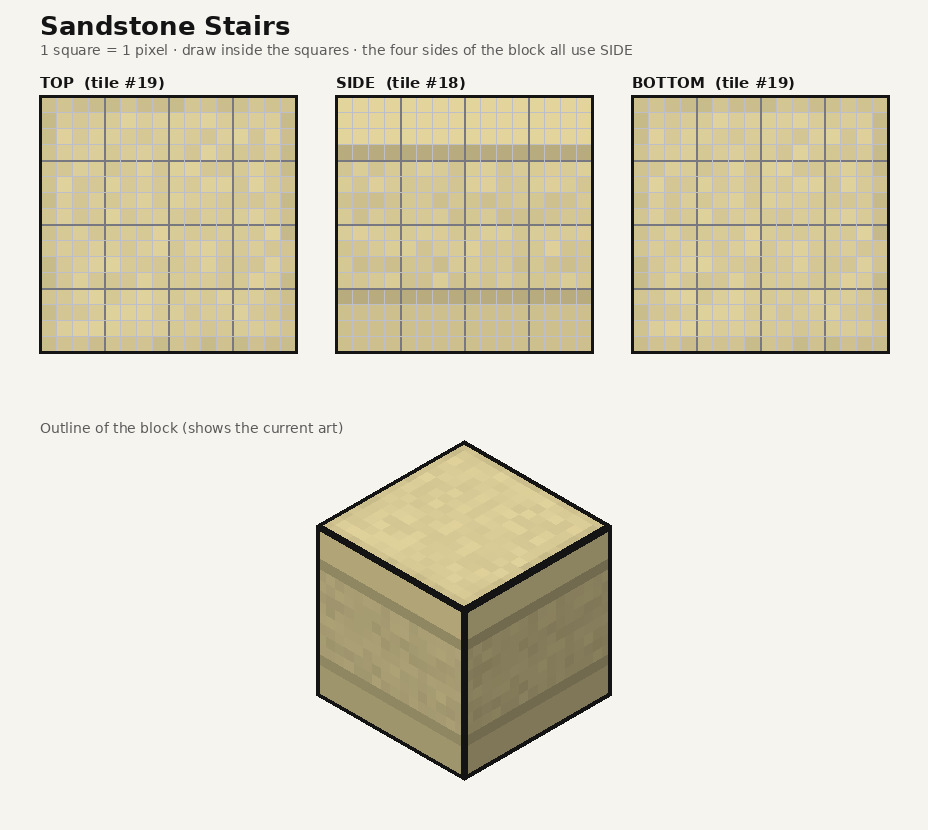 Sandstone Stairs
1 square = 1 pixel · draw inside the squares · the four sides of the block all use SIDE
TOP (tile #19)
SIDE (tile #18)
BOTTOM (tile #19)
Outline of the block (shows the current art)